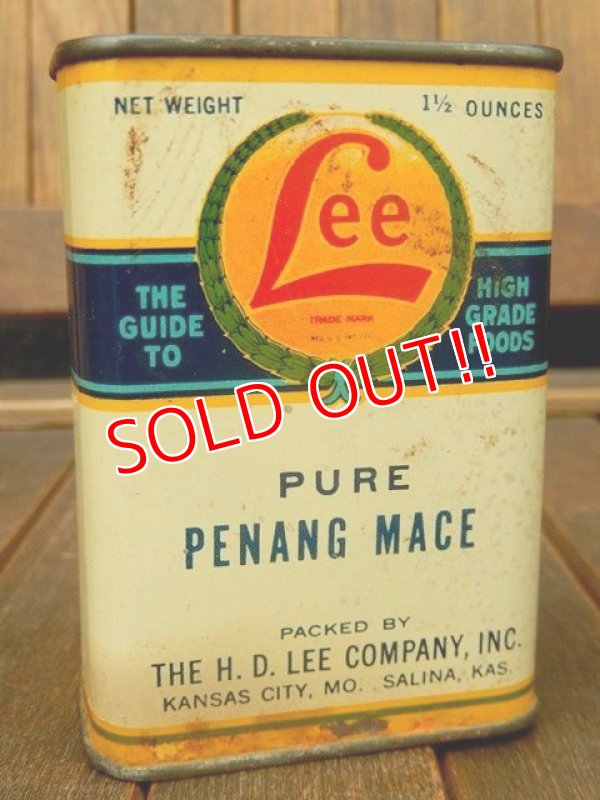 NET WEIGHT
1½ OUNCES
Lee
TRADE MARK
THE
GUIDE
TO
HIGH
GRADE
FOODS
SOLD OUT!!
PURE
PENANG MACE
PACKED BY
THE H. D. LEE COMPANY, INC.
KANSAS CITY, MO. SALINA, KAS.